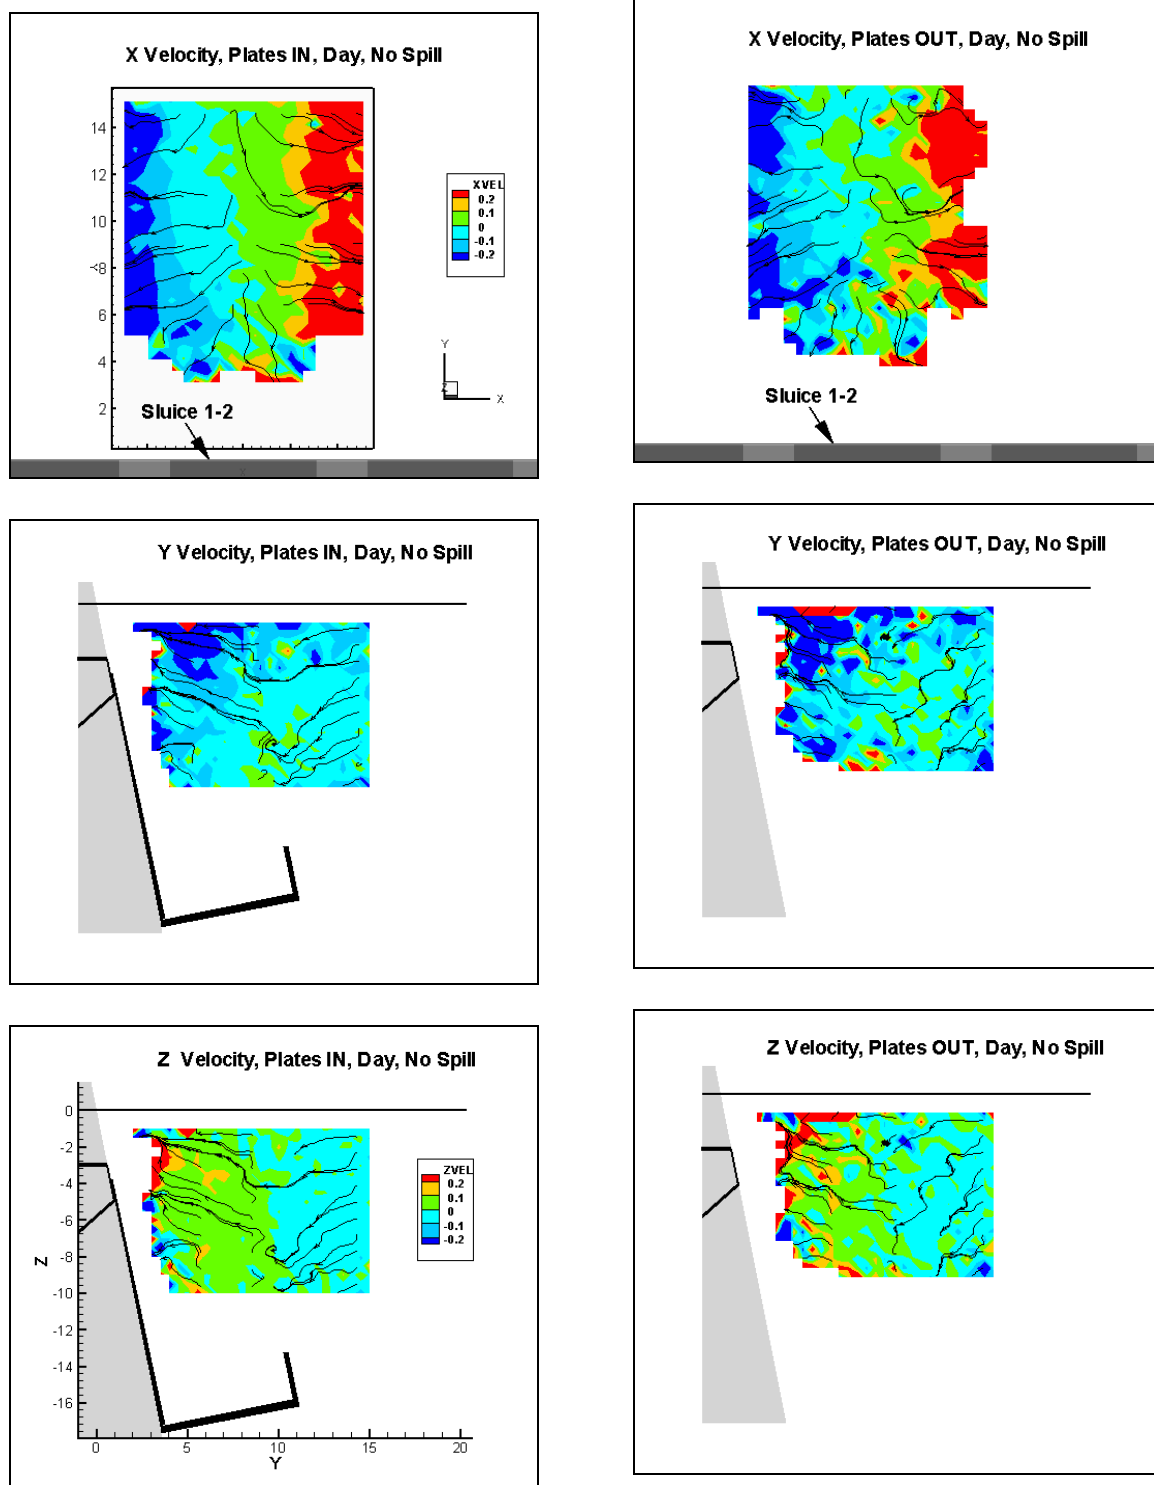 X Velocity, Plates IN, Day, No Spill
X Velocity, Plates OUT, Day, No Spill
14
12
10
<8
6
4
2
XVEL
0.2
0.1
0
-0.1
-0.2
Y
Z
X
Sluice 1-2
X
Sluice 1-2
Y Velocity, Plates IN, Day, No Spill
Y Velocity, Plates OUT, Day, No Spill
Z Velocity, Plates IN, Day, No Spill
Z Velocity, Plates OUT, Day, No Spill
0
-2
-4
-6
-8
-10
-12
-14
-16
Z
ZVEL
0.2
0.1
0
-0.1
-0.2
0 5 10 15 20
Y